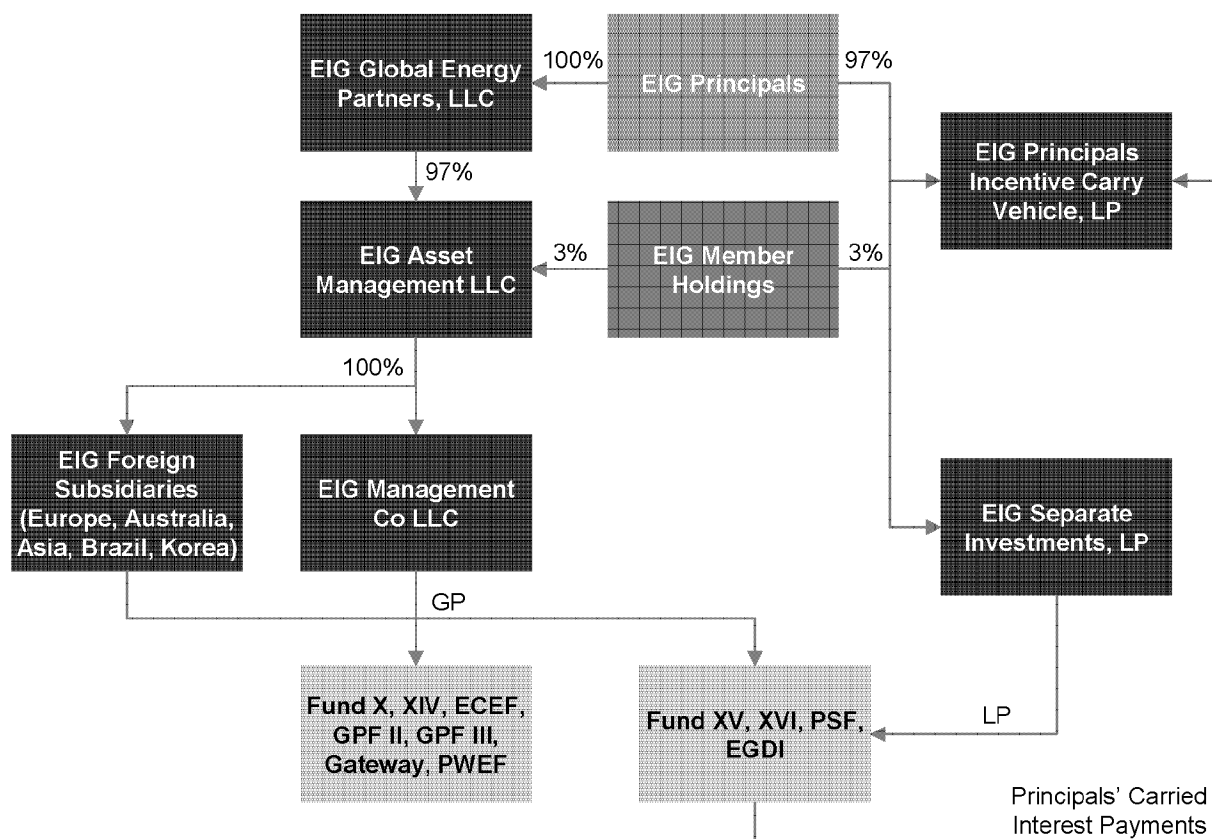 EIG Global Energy
Partners, LLC
100%
EIG Principals
97%
97%
EIG Principals
Incentive Carry
Vehicle, LP
EIG Asset
Management LLC
3%
EIG Member
Holdings
3%
100%
EIG Foreign
Subsidiaries
(Europe, Australia,
Asia, Brazil, Korea)
EIG Management
Co LLC
EIG Separate
Investments, LP
GP
Fund X, XIV, ECEF,
GPF II, GPF III,
Gateway, PWEF
Fund XV, XVI, PSF,
EGDI
LP
Principals’ Carried
Interest Payments